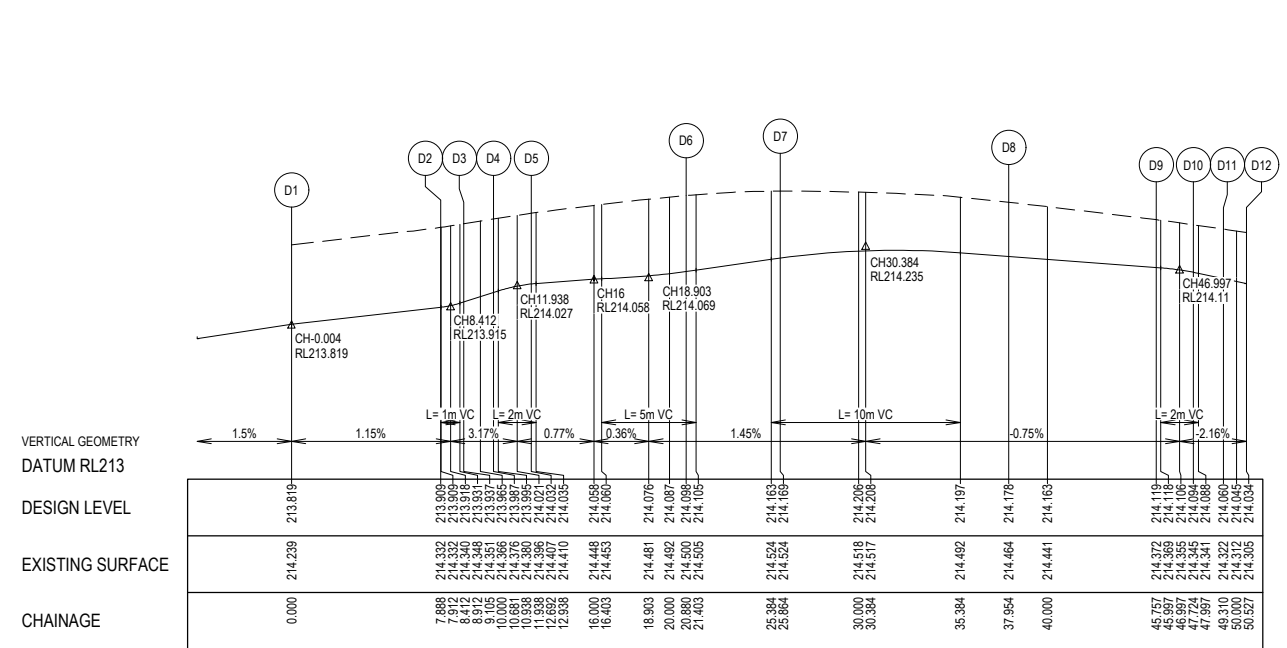 D1
D2
D3
D4
D5
D6
D7
D8
D9
D10
D11
D12
CH-0.004
RL213.819
CH8.412
RL213.915
CH11.938
RL214.027
CH16
RL214.058
CH18.903
RL214.069
CH30.384
RL214.235
CH46.997
RL214.11
L= 1m VC
L= 2m VC
L= 5m VC
L= 10m VC
L= 2m VC
VERTICAL GEOMETRY
1.5%
1.15%
3.17%
0.77%
0.36%
1.45%
-0.75%
-2.16%
DATUM RL213
DESIGN LEVEL
213.819
213.909
213.909
213.918
213.931
213.937
213.965
213.987
213.995
214.021
214.032
214.035
214.058
214.060
214.076
214.087
214.098
214.105
214.163
214.169
214.206
214.208
214.197
214.178
214.163
214.119
214.118
214.106
214.094
214.088
214.060
214.045
214.034
EXISTING SURFACE
214.239
214.332
214.332
214.340
214.348
214.351
214.366
214.376
214.380
214.396
214.407
214.410
214.448
214.453
214.481
214.492
214.500
214.505
214.524
214.524
214.518
214.517
214.492
214.464
214.441
214.372
214.369
214.355
214.345
214.341
214.322
214.312
214.305
CHAINAGE
0.000
7.888
7.912
8.412
8.912
9.105
10.000
10.681
10.938
11.938
12.692
12.938
16.000
16.403
18.903
20.000
20.880
21.403
25.384
25.864
30.000
30.384
35.384
37.954
40.000
45.757
45.997
46.997
47.724
47.997
49.310
50.000
50.527